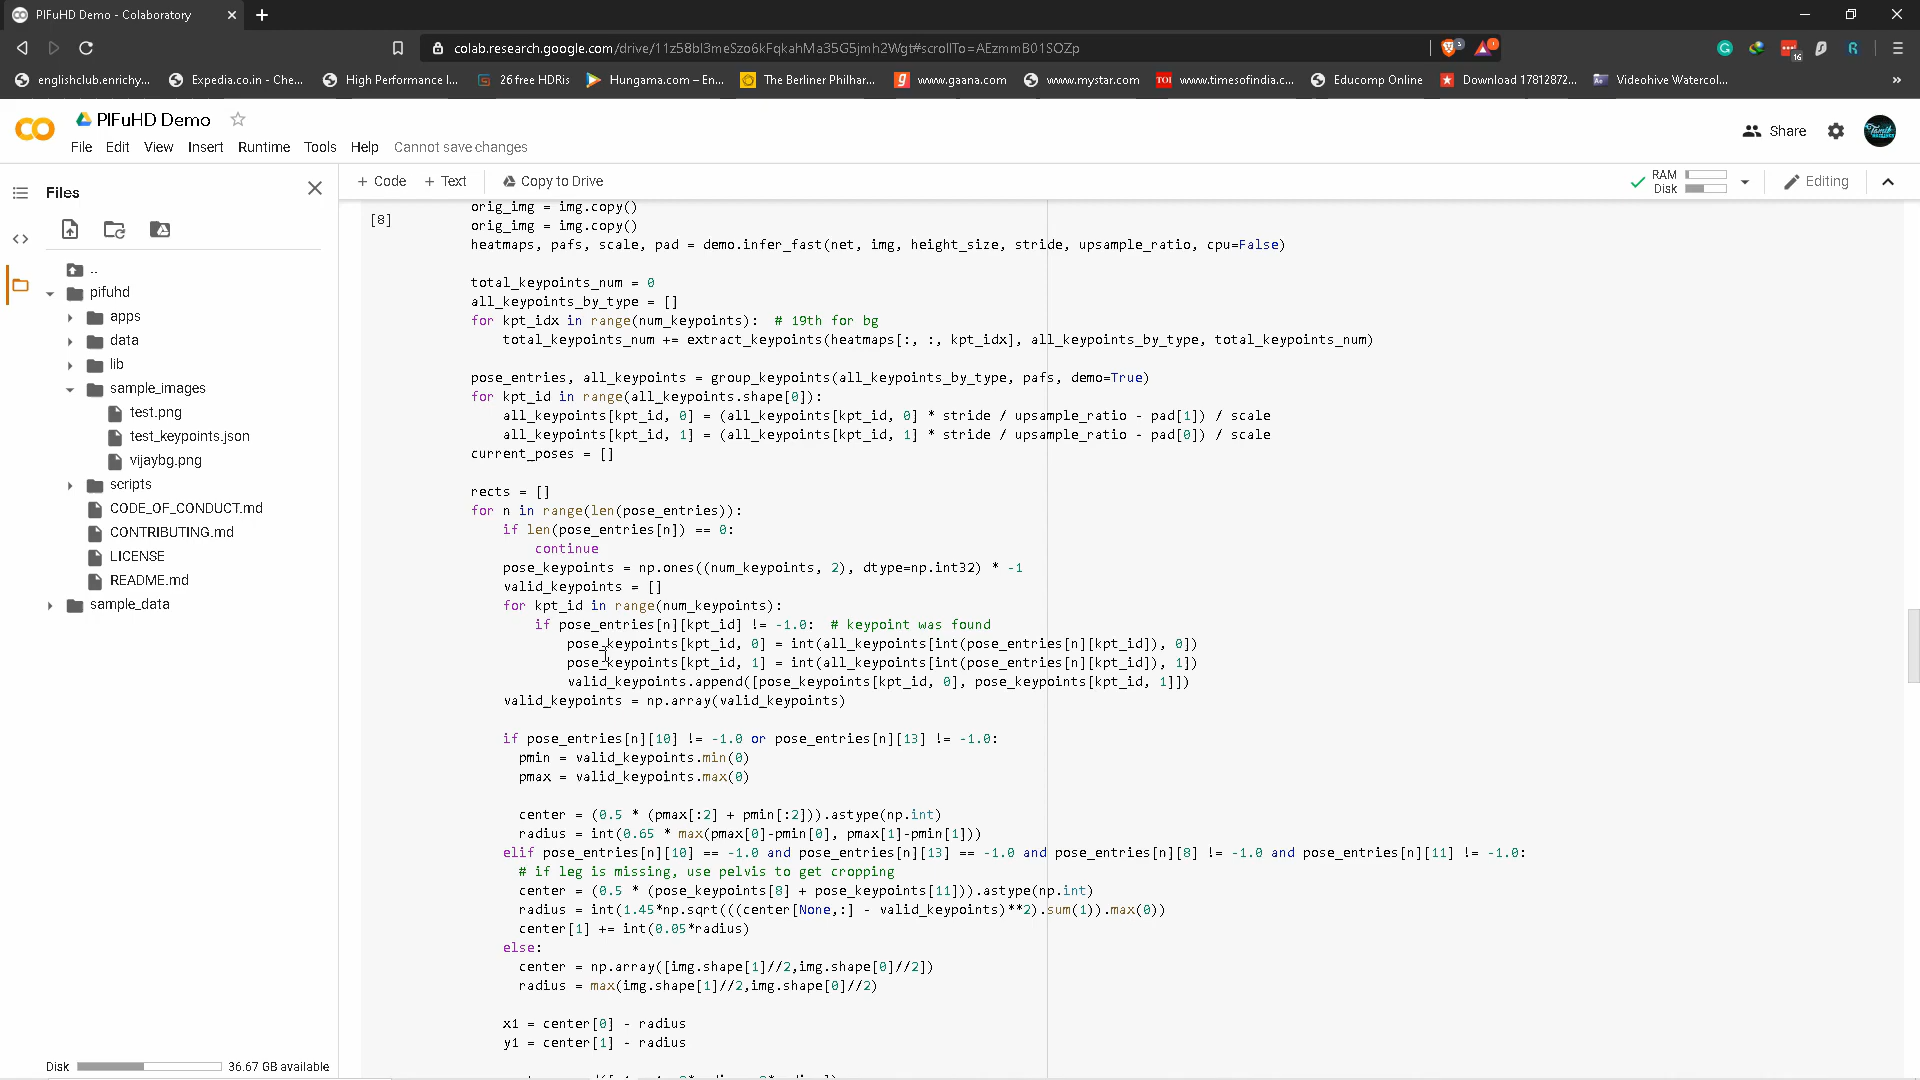 PIFuHD Demo - Colaboratory
colab.research.google.com/drive/11z58bl3meSzo6kFqkahMa35G5jmh2Wgt#scrollTo=AEzmmB01SOZp
3
16
englishclub.enrichy... Expedia.co.in - Che... High Performance I... 26 free HDRis Hungama.com – En... The Berliner Philhar... www.gaana.com www.mystar.com TOI www.timesofindia.c... Educomp Online Download 17812872... Videohive Watercol... »
PIFuHD Demo
Share
File Edit View Insert Runtime Tools Help Cannot save changes
Files
+ Code + Text Copy to Drive
RAM
Disk
Editing
..
pifuhd
apps
data
lib
sample_images
test.png
test_keypoints.json
vijaybg.png
scripts
CODE_OF_CONDUCT.md
CONTRIBUTING.md
LICENSE
README.md
sample_data
Disk 36.67 GB available
[8]
orig_img = img.copy()
orig_img = img.copy()
heatmaps, pafs, scale, pad = demo.infer_fast(net, img, height_size, stride, upsample_ratio, cpu=False)
total_keypoints_num = 0
all_keypoints_by_type = []
for kpt_idx in range(num_keypoints):  # 19th for bg
total_keypoints_num += extract_keypoints(heatmaps[:, :, kpt_idx], all_keypoints_by_type, total_keypoints_num)
pose_entries, all_keypoints = group_keypoints(all_keypoints_by_type, pafs, demo=True)
for kpt_id in range(all_keypoints.shape[0]):
all_keypoints[kpt_id, 0] = (all_keypoints[kpt_id, 0] * stride / upsample_ratio - pad[1]) / scale
all_keypoints[kpt_id, 1] = (all_keypoints[kpt_id, 1] * stride / upsample_ratio - pad[0]) / scale
current_poses = []
rects = []
for n in range(len(pose_entries)):
if len(pose_entries[n]) == 0:
continue
pose_keypoints = np.ones((num_keypoints, 2), dtype=np.int32) * -1
valid_keypoints = []
for kpt_id in range(num_keypoints):
if pose_entries[n][kpt_id] != -1.0:  # keypoint was found
pose_keypoints[kpt_id, 0] = int(all_keypoints[int(pose_entries[n][kpt_id]), 0])
pose_keypoints[kpt_id, 1] = int(all_keypoints[int(pose_entries[n][kpt_id]), 1])
valid_keypoints.append([pose_keypoints[kpt_id, 0], pose_keypoints[kpt_id, 1]])
valid_keypoints = np.array(valid_keypoints)
if pose_entries[n][10] != -1.0 or pose_entries[n][13] != -1.0:
pmin = valid_keypoints.min(0)
pmax = valid_keypoints.max(0)
center = (0.5 * (pmax[:2] + pmin[:2])).astype(np.int)
radius = int(0.65 * max(pmax[0]-pmin[0], pmax[1]-pmin[1]))
elif pose_entries[n][10] == -1.0 and pose_entries[n][13] == -1.0 and pose_entries[n][8] != -1.0 and pose_entries[n][11] != -1.0:
# if leg is missing, use pelvis to get cropping
center = (0.5 * (pose_keypoints[8] + pose_keypoints[11])).astype(np.int)
radius = int(1.45*np.sqrt(((center[None,:] - valid_keypoints)**2).sum(1)).max(0))
center[1] += int(0.05*radius)
else:
center = np.array([img.shape[1]//2,img.shape[0]//2])
radius = max(img.shape[1]//2,img.shape[0]//2)
x1 = center[0] - radius
y1 = center[1] - radius